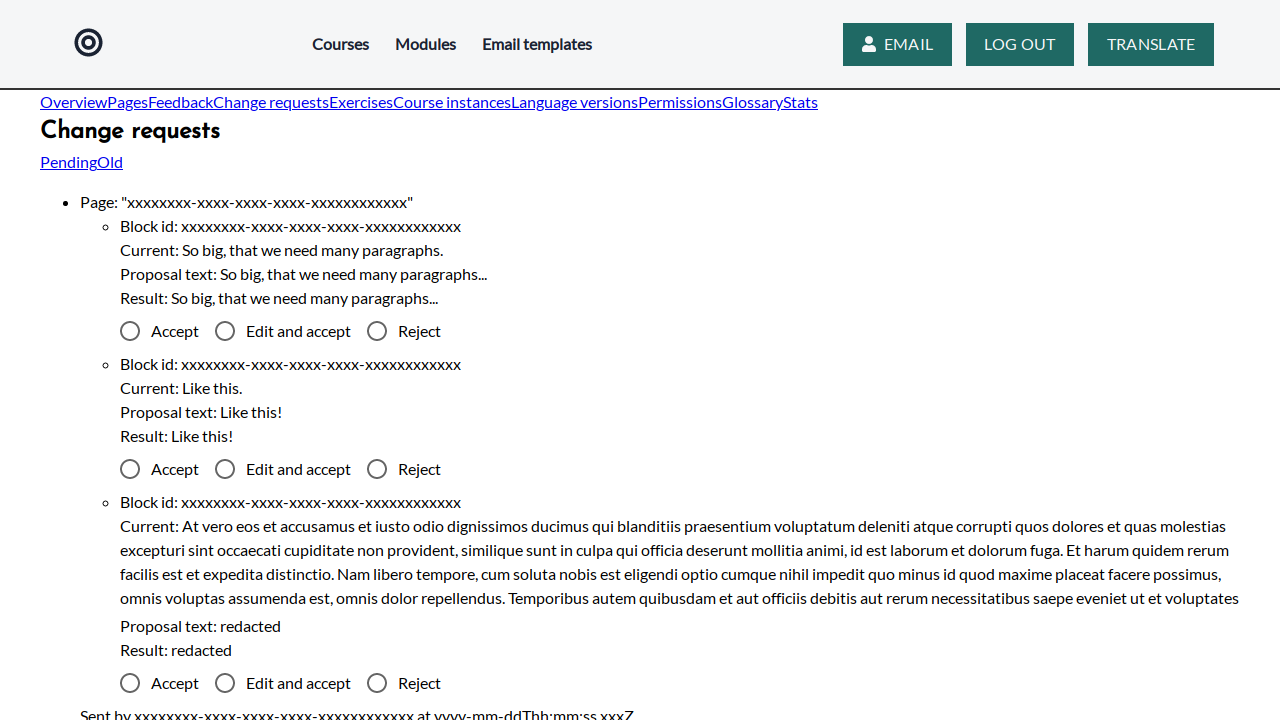 Courses Modules Email templates EMAIL LOG OUT TRANSLATE
OverviewPagesFeedbackChange requestsExercisesCourse instancesLanguage versionsPermissionsGlossaryStats
Change requests
PendingOld
Page: "xxxxxxxx-xxxx-xxxx-xxxx-xxxxxxxxxxxx"
Block id: xxxxxxxx-xxxx-xxxx-xxxx-xxxxxxxxxxxx
Current: So big, that we need many paragraphs.
Proposal text: So big, that we need many paragraphs...
Result: So big, that we need many paragraphs...
Accept Edit and accept Reject
Block id: xxxxxxxx-xxxx-xxxx-xxxx-xxxxxxxxxxxx
Current: Like this.
Proposal text: Like this!
Result: Like this!
Accept Edit and accept Reject
Block id: xxxxxxxx-xxxx-xxxx-xxxx-xxxxxxxxxxxx
Current: At vero eos et accusamus et iusto odio dignissimos ducimus qui blanditiis praesentium voluptatum deleniti atque corrupti quos dolores et quas molestias
excepturi sint occaecati cupiditate non provident, similique sunt in culpa qui officia deserunt mollitia animi, id est laborum et dolorum fuga. Et harum quidem rerum
facilis est et expedita distinctio. Nam libero tempore, cum soluta nobis est eligendi optio cumque nihil impedit quo minus id quod maxime placeat facere possimus,
omnis voluptas assumenda est, omnis dolor repellendus. Temporibus autem quibusdam et aut officiis debitis aut rerum necessitatibus saepe eveniet ut et voluptates
Proposal text: redacted
Result: redacted
Accept Edit and accept Reject
Sent by xxxxxxxx-xxxx-xxxx-xxxx-xxxxxxxxxxxx at yyyy-mm-ddThh:mm:ss.xxxZ